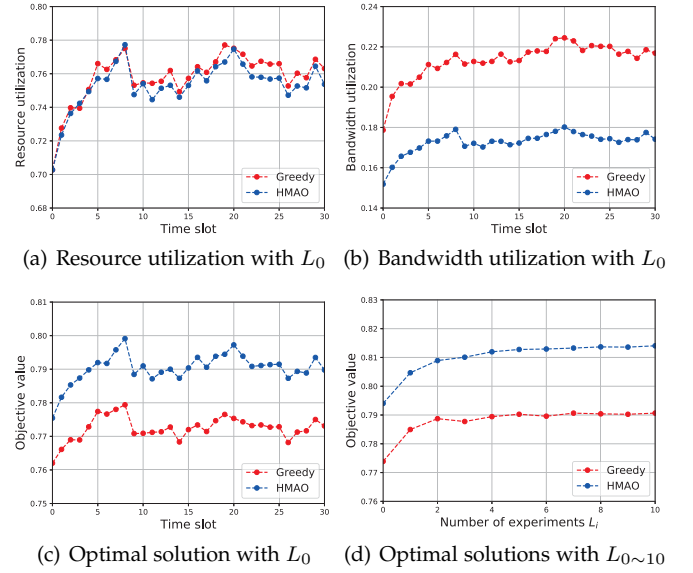 0.80
0.78
0.76
0.74
0.72
0.70
0.68
0 5 10 15 20 25 30
Resource utilization
Time slot
Greedy
HMAO
(a) Resource utilization with L0
0.24
0.22
0.20
0.18
0.16
0.14
0 5 10 15 20 25 30
Bandwidth utilization
Time slot
Greedy
HMAO
(b) Bandwidth utilization with L0
0.81
0.80
0.79
0.78
0.77
0.76
0.75
0 5 10 15 20 25 30
Objective value
Time slot
Greedy
HMAO
(c) Optimal solution with L0
0.83
0.82
0.81
0.80
0.79
0.78
0.77
0.76
0 2 4 6 8 10
Objective value
Number of experiments Li
Greedy
HMAO
(d) Optimal solutions with L0∼10